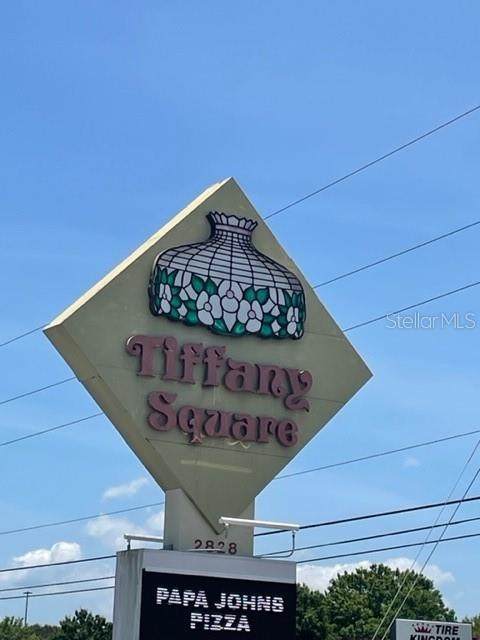 StellarMLS
Tiffany
Square
2828
PAPA JOHNS
PIZZA
TIRE
KINGDOM